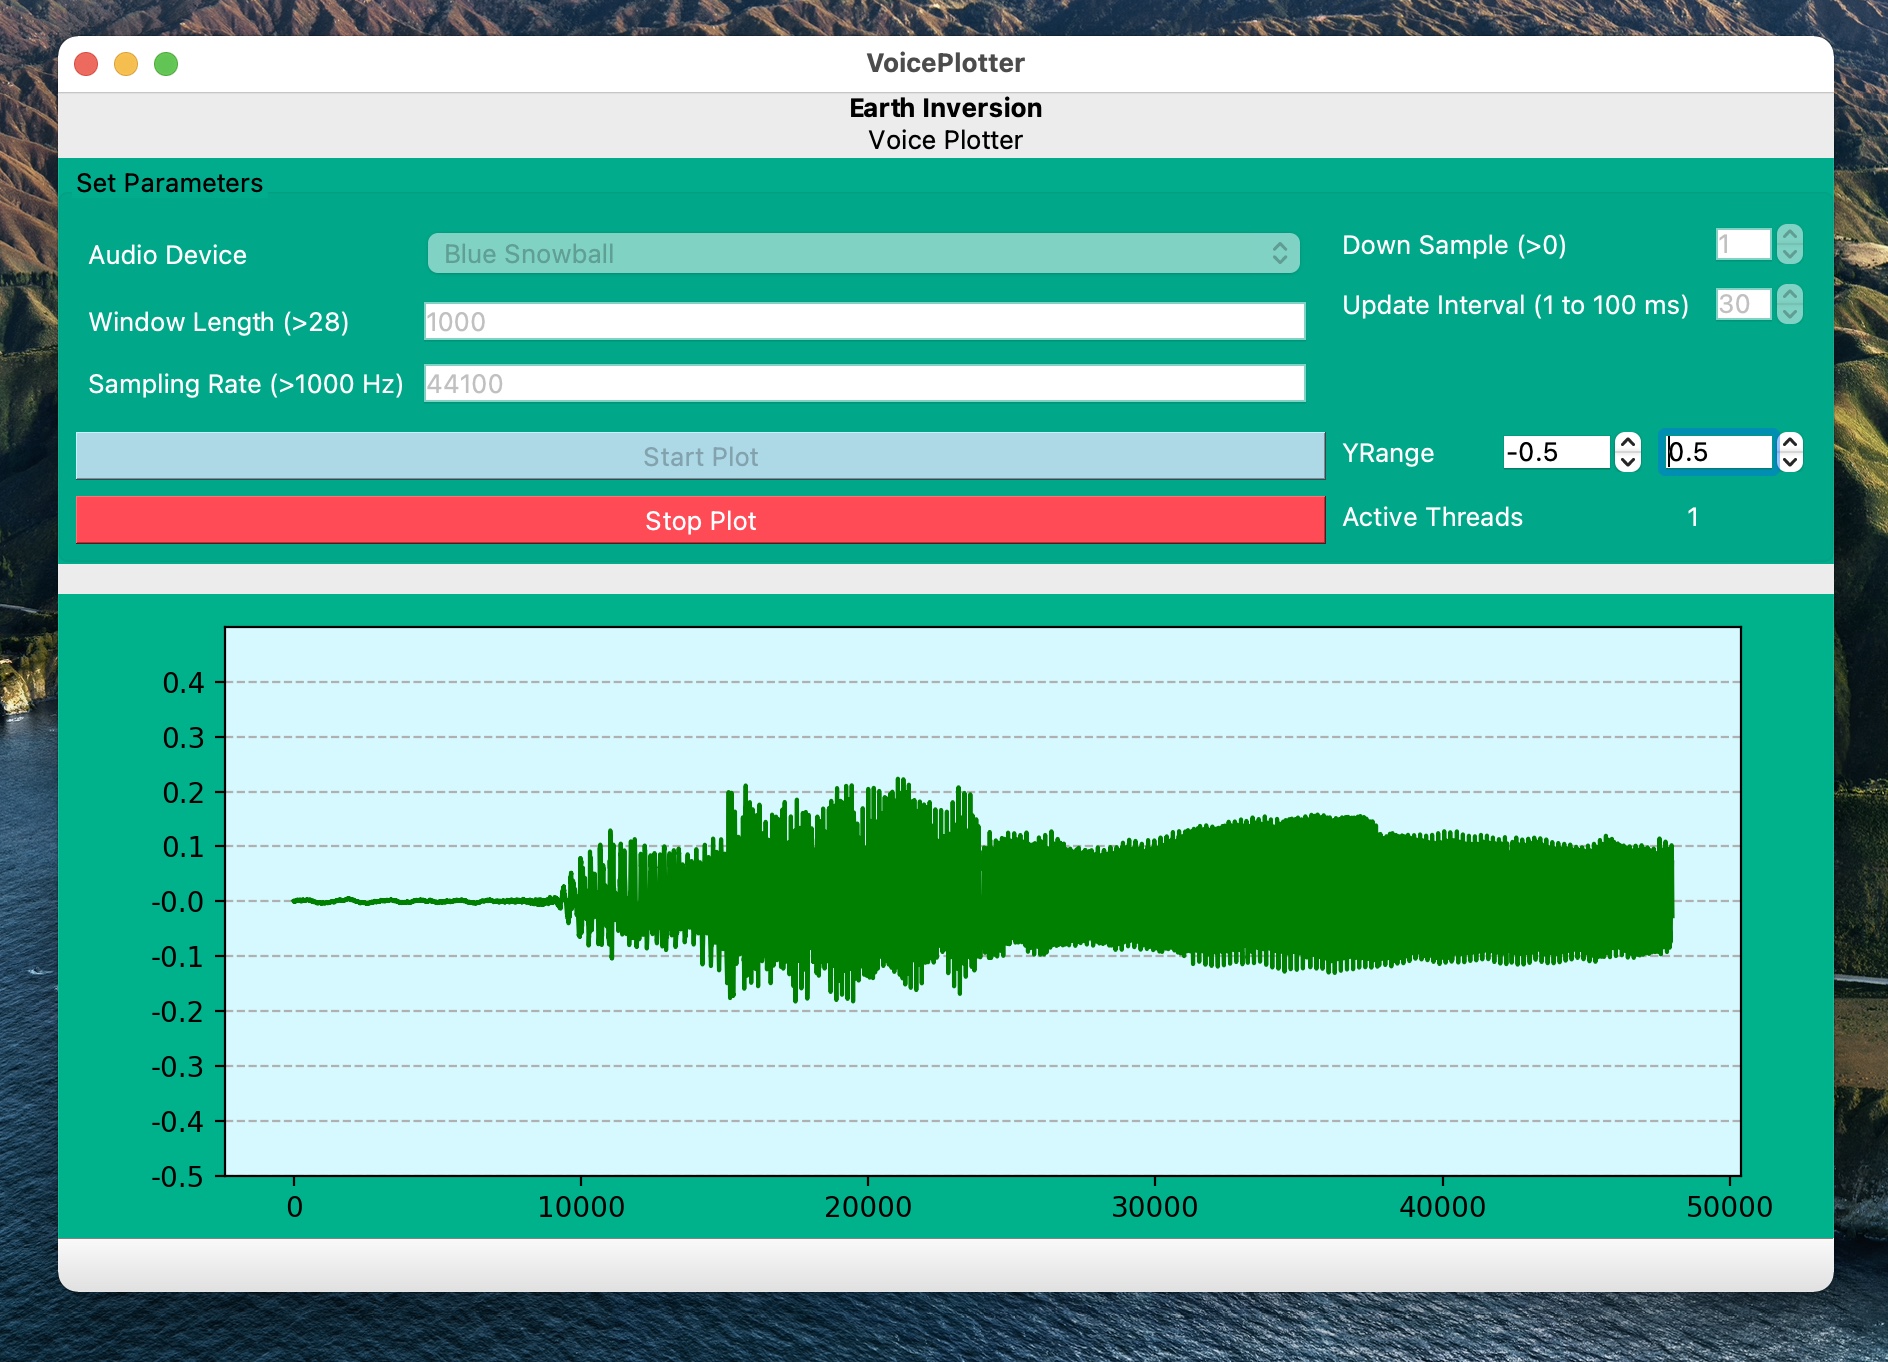 VoicePlotter
Earth Inversion
Voice Plotter
Set Parameters
Audio Device Blue Snowball Down Sample (>0) 1
Window Length (>28) 1000 Update Interval (1 to 100 ms) 30
Sampling Rate (>1000 Hz) 44100
Start Plot YRange -0.5 0.5
Stop Plot Active Threads 1
0.4
0.3
0.2
0.1
-0.0
-0.1
-0.2
-0.3
-0.4
-0.5
0 10000 20000 30000 40000 50000